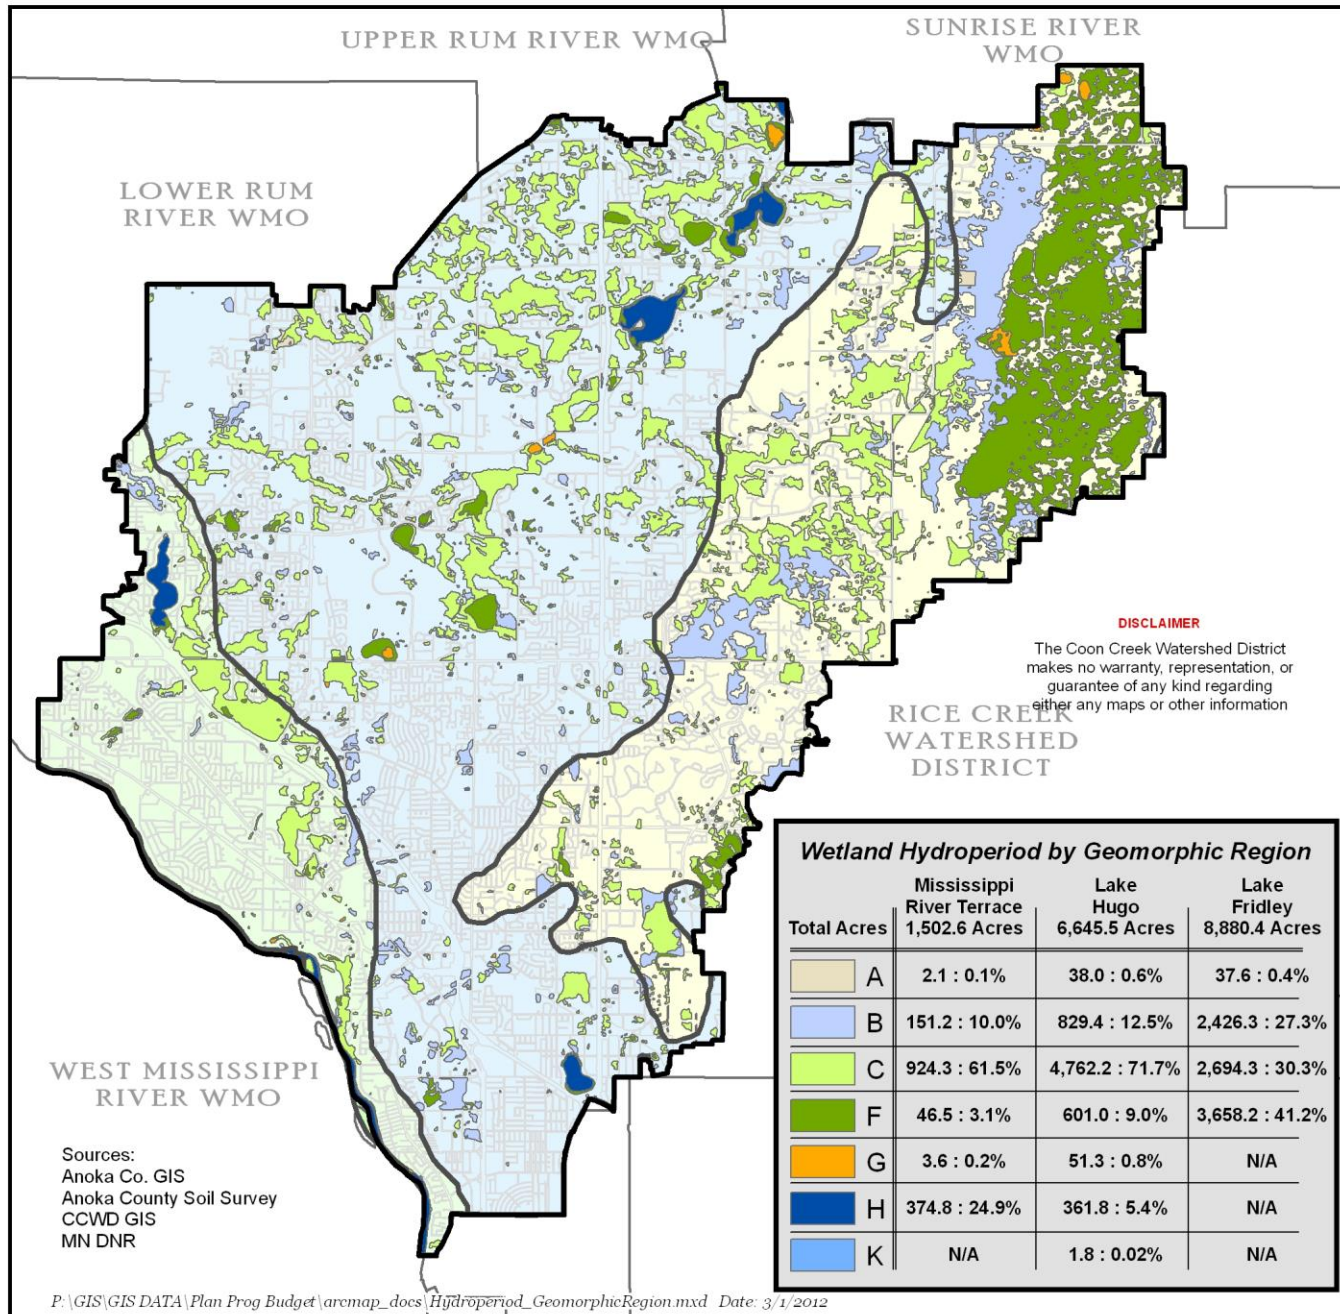 UPPER RUM RIVER WMO
SUNRISE RIVER
WMO
LOWER RUM
RIVER WMO
DISCLAIMER
The Coon Creek Watershed District
makes no warranty, representation, or
guarantee of any kind regarding
either any maps or other information
RICE CREEK
WATERSHED
DISTRICT
WEST MISSISSIPPI
RIVER WMO
Sources:
Anoka Co. GIS
Anoka County Soil Survey
CCWD GIS
MN DNR
Wetland Hydroperiod by Geomorphic Region
Mississippi Lake Lake
River Terrace Hugo Fridley
Total Acres 1,502.6 Acres 6,645.5 Acres 8,880.4 Acres
A 2.1 : 0.1% 38.0 : 0.6% 37.6 : 0.4%
B 151.2 : 10.0% 829.4 : 12.5% 2,426.3 : 27.3%
C 924.3 : 61.5% 4,762.2 : 71.7% 2,694.3 : 30.3%
F 46.5 : 3.1% 601.0 : 9.0% 3,658.2 : 41.2%
G 3.6 : 0.2% 51.3 : 0.8% N/A
H 374.8 : 24.9% 361.8 : 5.4% N/A
K N/A 1.8 : 0.02% N/A
P:\GIS\GIS DATA\Plan Prog Budget\arcmap_docs\Hydroperiod_GeomorphicRegion.mxd Date: 3/1/2012